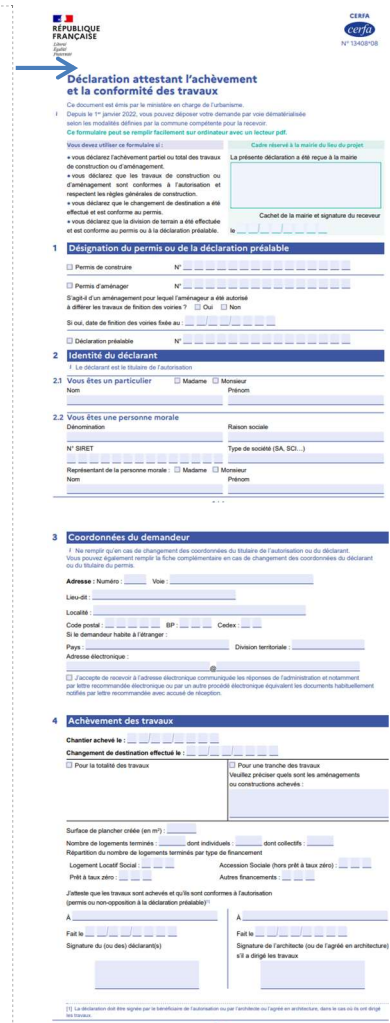 RÉPUBLIQUE
FRANÇAISE
Liberté
Égalité
Fraternité
CERFA
cerfa
N° 13408*08
Déclaration attestant l'achèvement
et la conformité des travaux
Ce document est émis par le ministère en charge de l'urbanisme.
i Depuis le 1er janvier 2022, vous pouvez déposer votre demande par voie dématérialisée
selon les modalités définies par la commune compétente pour la recevoir.
Ce formulaire peut se remplir facilement sur ordinateur avec un lecteur pdf.
Vous devez utiliser ce formulaire si :
• vous déclarez l'achèvement partiel ou total des travaux
de construction ou d'aménagement.
• vous déclarez que les travaux de construction ou
d'aménagement sont conformes à l'autorisation et
respectent les règles générales de construction.
• vous déclarez que le changement de destination a été
effectué et est conforme au permis.
• vous déclarez que la division de terrain a été effectuée
et est conforme au permis ou à la déclaration préalable.
Cadre réservé à la mairie du lieu du projet
La présente déclaration a été reçue à la mairie
Cachet de la mairie et signature du receveur
le
1 Désignation du permis ou de la déclaration préalable
Permis de construire N°
Permis d'aménager N°
S'agit-il d'un aménagement pour lequel l'aménageur a été autorisé
à différer les travaux de finition des voiries ? Oui Non
Si oui, date de finition des voiries fixée au :
Déclaration préalable N°
2 Identité du déclarant
i Le déclarant est le titulaire de l'autorisation
2.1 Vous êtes un particulier Madame Monsieur
Nom Prénom
2.2 Vous êtes une personne morale
Dénomination Raison sociale
N° SIRET Type de société (SA, SCI...)
Représentant de la personne morale : Madame Monsieur
Nom Prénom
3 Coordonnées du demandeur
i Ne remplir qu'en cas de changement des coordonnées du titulaire de l'autorisation ou du déclarant.
Vous pouvez également remplir la fiche complémentaire en cas de changement des coordonnées du déclarant
ou du titulaire du permis.
Adresse : Numéro : Voie :
Lieu-dit :
Localité :
Code postal : BP : Cedex :
Si le demandeur habite à l'étranger :
Pays : Division territoriale :
Adresse électronique :
@
J'accepte de recevoir à l'adresse électronique communiquée les réponses de l'administration et notamment
par lettre recommandée électronique ou par un autre procédé électronique équivalent les documents habituellement
notifiés par lettre recommandée avec accusé de réception.
4 Achèvement des travaux
Chantier achevé le :
Changement de destination effectué le :
Pour la totalité des travaux
Pour une tranche des travaux
Veuillez préciser quels sont les aménagements
ou constructions achevés :
Surface de plancher créée (en m²) :
Nombre de logements terminés : dont individuels : dont collectifs :
Répartition du nombre de logements terminés par type de financement
Logement Locatif Social : Accession Sociale (hors prêt à taux zéro) :
Prêt à taux zéro : Autres financements :
J'atteste que les travaux sont achevés et qu'ils sont conformes à l'autorisation
(permis ou non-opposition à la déclaration préalable)[1]
À
Fait le
Signature du (ou des) déclarant(s)
À
Fait le
Signature de l'architecte (ou de l'agréé en architecture)
s'il a dirigé les travaux
[1] La déclaration doit être signée par le bénéficiaire de l'autorisation ou par l'architecte ou l'agréé en architecture, dans le cas où ils ont dirigé
les travaux.